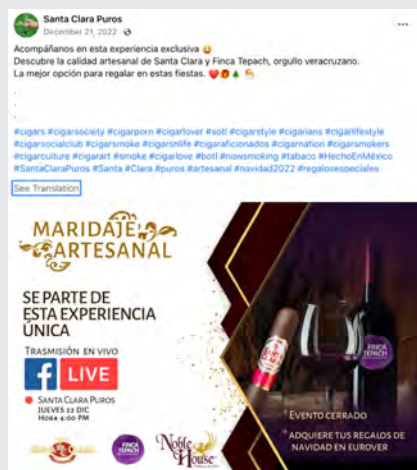 Santa Clara Puros
December 21, 2022
Acompáñanos en esta experiencia exclusiva
Descubre la calidad artesanal de Santa Clara y Finca Tepach, orgullo veracruzano.
La mejor opción para regalar en estas fiestas.
.
.
.
#cigars #cigarsociety #cigarporn #cigarlover #sotl #cigarstyle #cigarians #cigarlifestyle
#cigarsocialclub #cigarsmoke #cigarsnlife #cigaraficionados #cigarnation #cigarsmokers
#cigarculture #cigarart #smoke #cigarlove #botl #nowsmoking #tabaco #HechoEnMéxico
#SantaClaraPuros #Santa #Clara #puros #artesanal #navidad2022 #regalosespeciales
See Translation
MARIDAJE
ARTESANAL
SE PARTE DE
ESTA EXPERIENCIA
ÚNICA
TRASMISIÓN EN VIVO
f LIVE
SANTA CLARA PUROS
JUEVES 22 DIC
HORA 4:00 PM
FINCA
TEPACH
Noble
House
FINCA
TEPACH
* EVENTO CERRADO
* ADQUIERE TUS REGALOS DE
NAVIDAD EN EUROVER